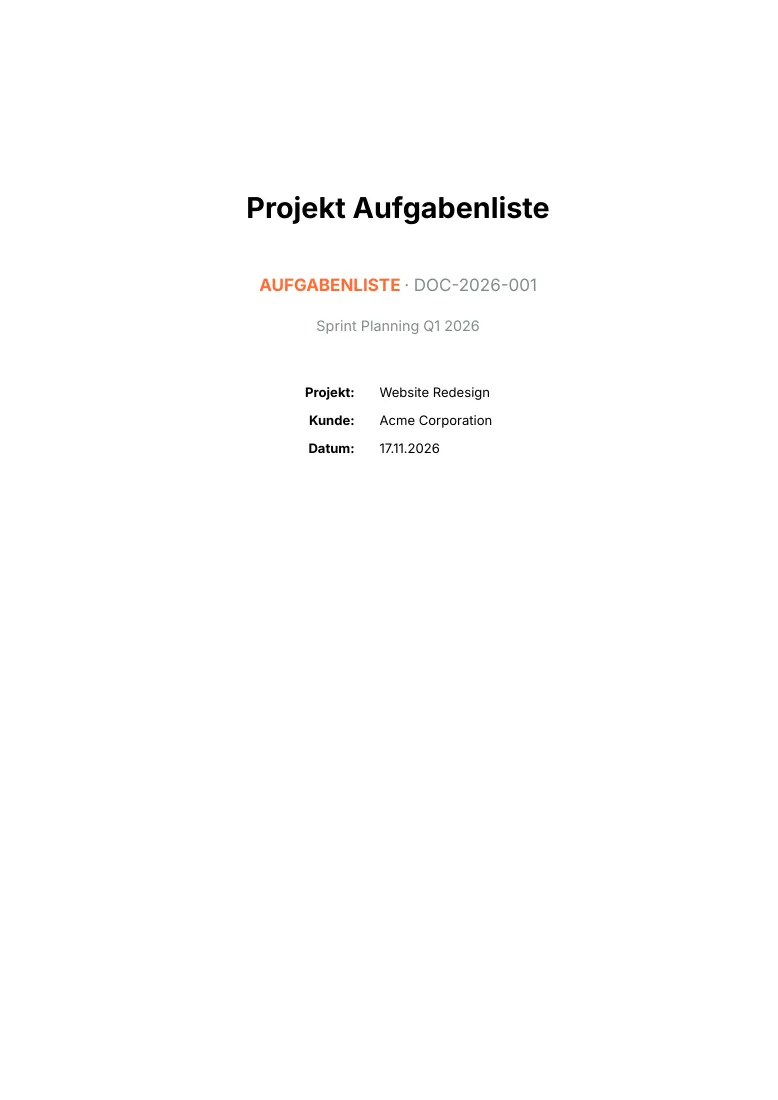 Projekt Aufgabenliste
AUFGABENLISTE · DOC-2026-001
Sprint Planning Q1 2026
Projekt: Website Redesign
Kunde: Acme Corporation
Datum: 17.11.2026